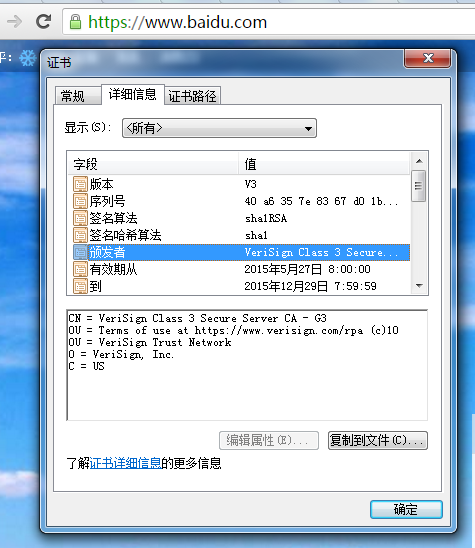 https://www.baidu.com
证书
常规 详细信息 证书路径
显示(S): <所有>
字段 值
版本 V3
序列号 40 a6 35 7e 83 67 d0 1b...
签名算法 sha1RSA
签名哈希算法 sha1
颁发者 VeriSign Class 3 Secure...
有效期从 2015年5月27日 8:00:00
到 2015年12月29日 7:59:59
CN = VeriSign Class 3 Secure Server CA - G3
OU = Terms of use at https://www.verisign.com/rpa (c)10
OU = VeriSign Trust Network
O = VeriSign, Inc.
C = US
编辑属性(E)... 复制到文件(C)...
了解证书详细信息的更多信息
确定